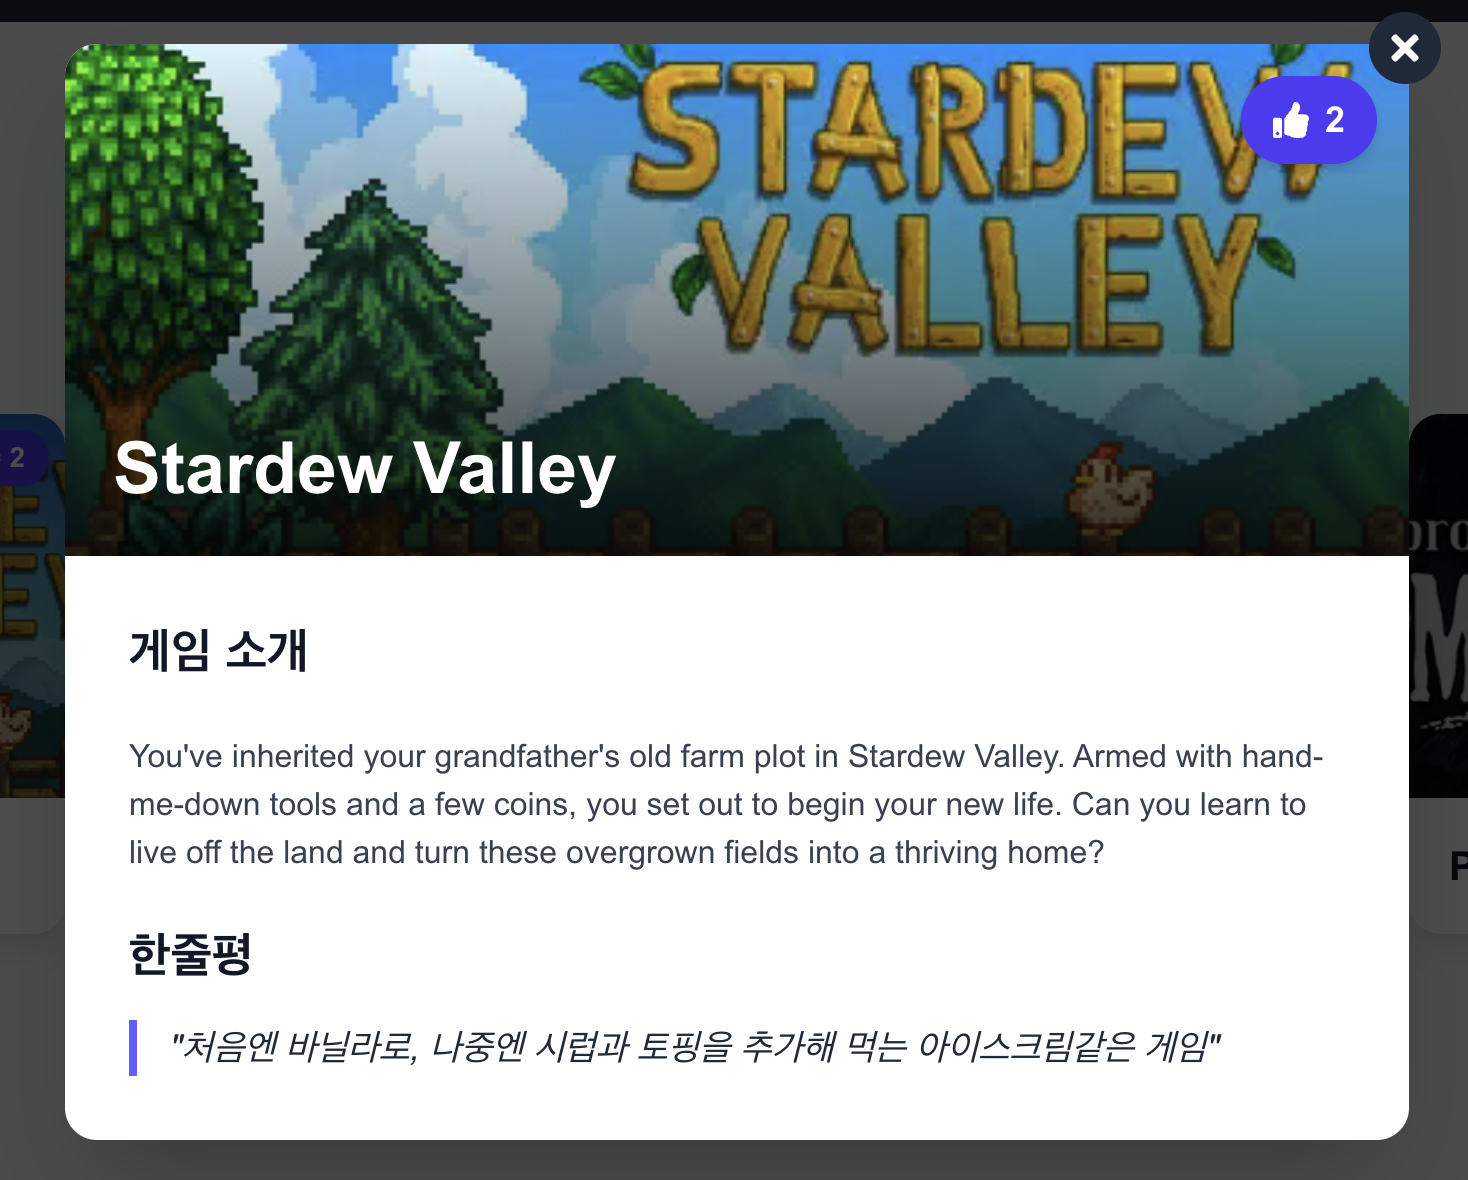 STARDEW
2
VALLEY
2
Stardew Valley
게임 소개
You've inherited your grandfather's old farm plot in Stardew Valley. Armed with hand-
me-down tools and a few coins, you set out to begin your new life. Can you learn to
live off the land and turn these overgrown fields into a thriving home?
한줄평
"처음엔 바닐라로, 나중엔 시럽과 토핑을 추가해 먹는 아이스크림같은 게임"